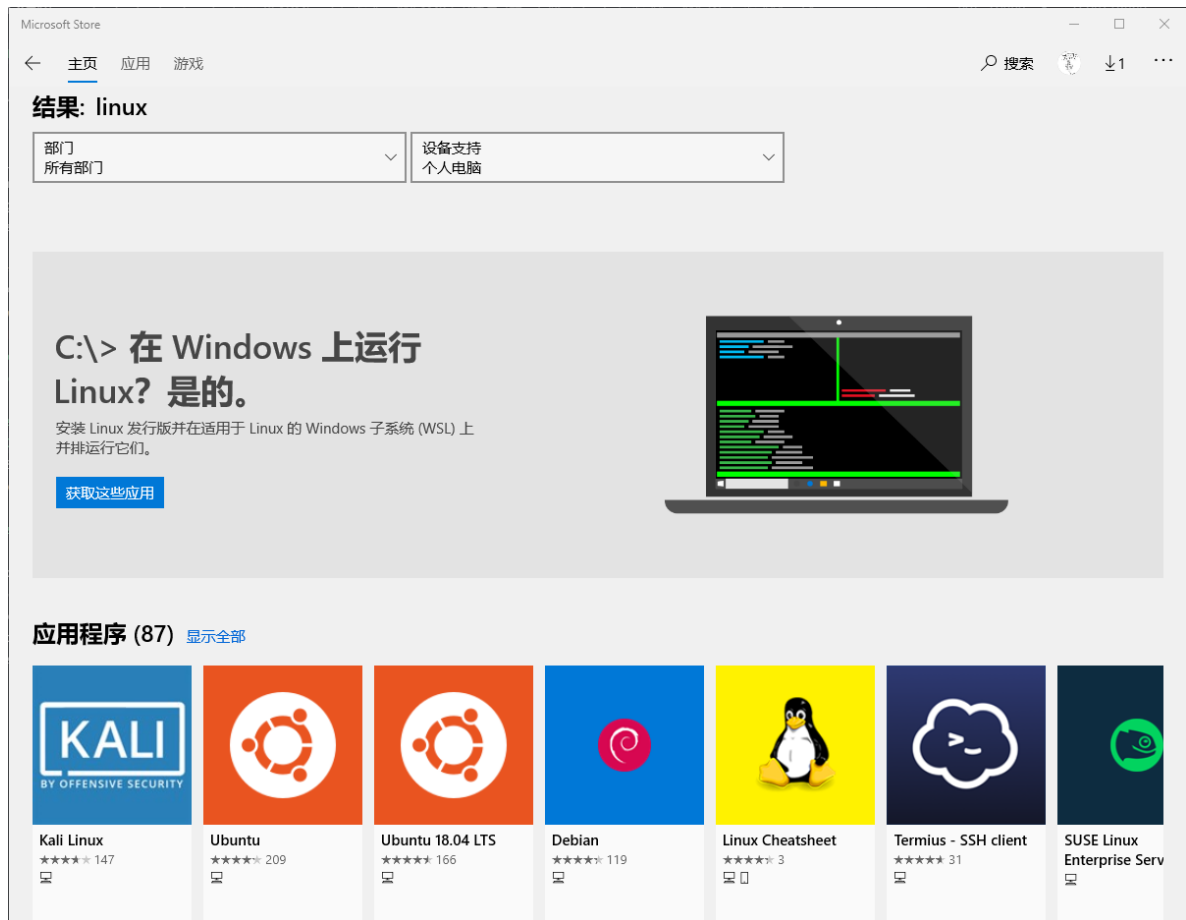 Microsoft Store
主页 应用 游戏 搜索 1
结果: linux
部门
所有部门
设备支持
个人电脑
C:\> 在 Windows 上运行
Linux? 是的。
安装 Linux 发行版并在适用于 Linux 的 Windows 子系统 (WSL) 上
并排运行它们。
获取这些应用
应用程序 (87) 显示全部
KALI
BY OFFENSIVE SECURITY
>_
Kali Linux
147
Ubuntu
209
Ubuntu 18.04 LTS
166
Debian
119
Linux Cheatsheet
3
Termius - SSH client
31
SUSE Linux
Enterprise Serv